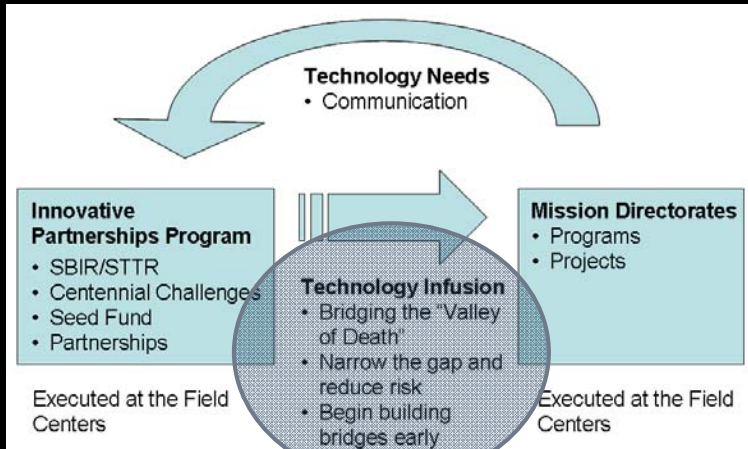 Technology Needs
• Communication
Innovative
Partnerships Program
• SBIR/STTR
• Centennial Challenges
• Seed Fund
• Partnerships
Executed at the Field
Centers
Technology Infusion
• Bridging the "Valley
of Death"
• Narrow the gap and
reduce risk
• Begin building
bridges early
Mission Directorates
• Programs
• Projects
Executed at the Field
Centers